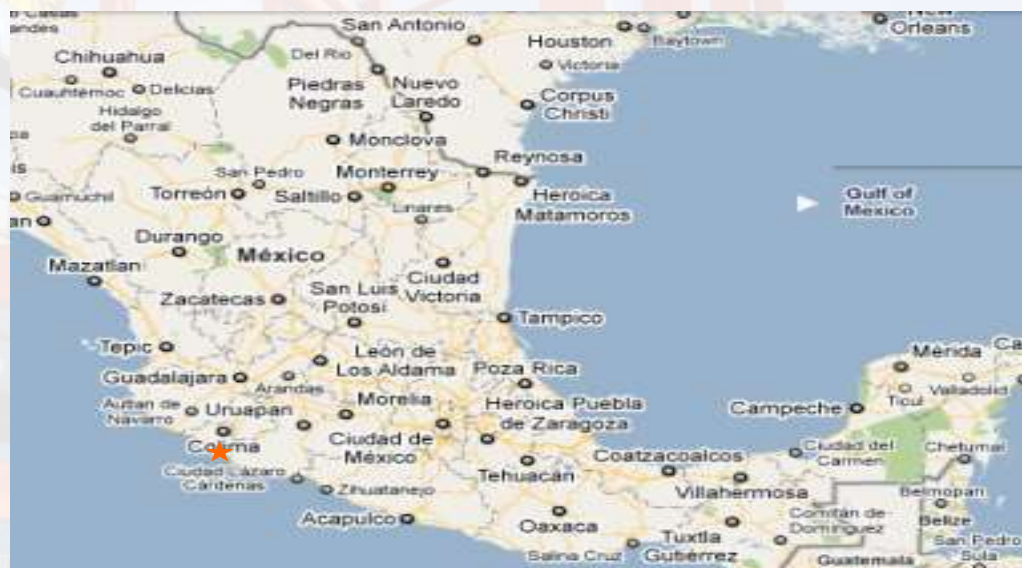 Casas
andes
San Antonio
New
Orleans
Houston
Baytown
Chihuahua
Del Rio
Victoria
Cuauhtémoc
Delicias
Piedras
Negras
Nuevo
Laredo
Corpus
Christi
Hidalgo
del Parral
Monclova
Reynosa
San Pedro
Monterrey
Guamuchil
Torreón
Saltillo
Linares
Heroica
Matamoros
Gulf of
Mexico
Durango
México
Mazatlan
Ciudad
Victoria
Zacatecas
San Luis
Potosí
Tampico
Tepic
León de
Los Aldama
Poza Rica
Mérida
Guadalajara
Arandas
Ticul
Valladolid
Autlan de
Navarro
Uruapan
Morelia
Heroica Puebla
de Zaragoza
Campeche
Colima
Ciudad de
México
Ciudad del
Carmen
Chetumal
Ciudad Lázaro
Cárdenas
Zihuatanejo
Tehuacán
Coatzacoalcos
Villahermosa
Belmopan
Acapulco
Oaxaca
Comitán de
Domínguez
Belize
Salina Cruz
Tuxtla
Gutiérrez
Guatemala
San Pedro
Sula